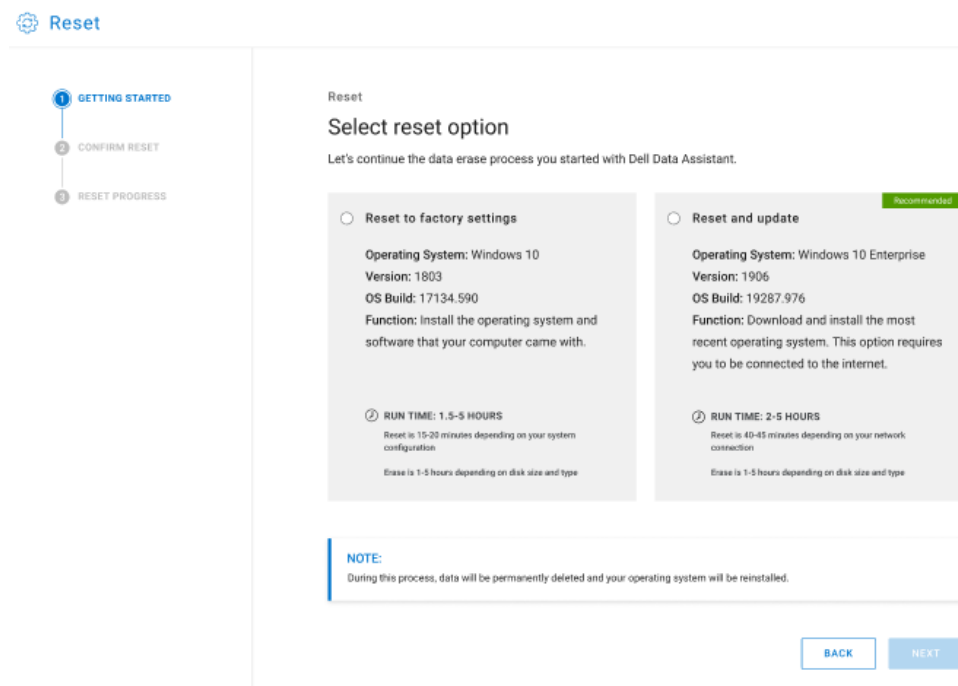 Reset
1 GETTING STARTED
2 CONFIRM RESET
3 RESET PROGRESS
Reset
Select reset option
Let's continue the data erase process you started with Dell Data Assistant.
Reset to factory settings
Operating System: Windows 10
Version: 1803
OS Build: 17134.590
Function: Install the operating system and
software that your computer came with.
RUN TIME: 1.5-5 HOURS
Reset is 15-20 minutes depending on your system
configuration
Erase is 1-5 hours depending on disk size and type
Recommended
Reset and update
Operating System: Windows 10 Enterprise
Version: 1906
OS Build: 19287.976
Function: Download and install the most
recent operating system. This option requires
you to be connected to the internet.
RUN TIME: 2-5 HOURS
Reset is 40-45 minutes depending on your network
connection
Erase is 1-5 hours depending on disk size and type
NOTE:
During this process, data will be permanently deleted and your operating system will be reinstalled.
BACK
NEXT